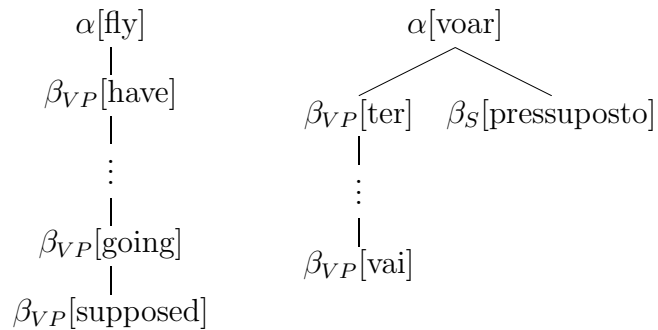 α[fly] α[voar]
β_VP[have] β_VP[ter] β_S[pressuposto]
⋮ ⋮
β_VP[going] β_VP[vai]
β_VP[supposed]